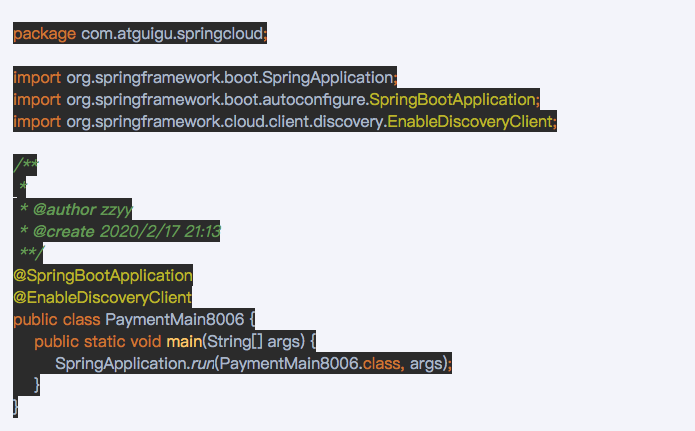 package com.atguigu.springcloud;
import org.springframework.boot.SpringApplication;
import org.springframework.boot.autoconfigure.SpringBootApplication;
import org.springframework.cloud.client.discovery.EnableDiscoveryClient;
/**
 *
 * @author zzyy
 * @create 2020/2/17 21:13
 **/
@SpringBootApplication
@EnableDiscoveryClient
public class PaymentMain8006 {
    public static void main(String[] args) {
        SpringApplication.run(PaymentMain8006.class, args);
    }
}